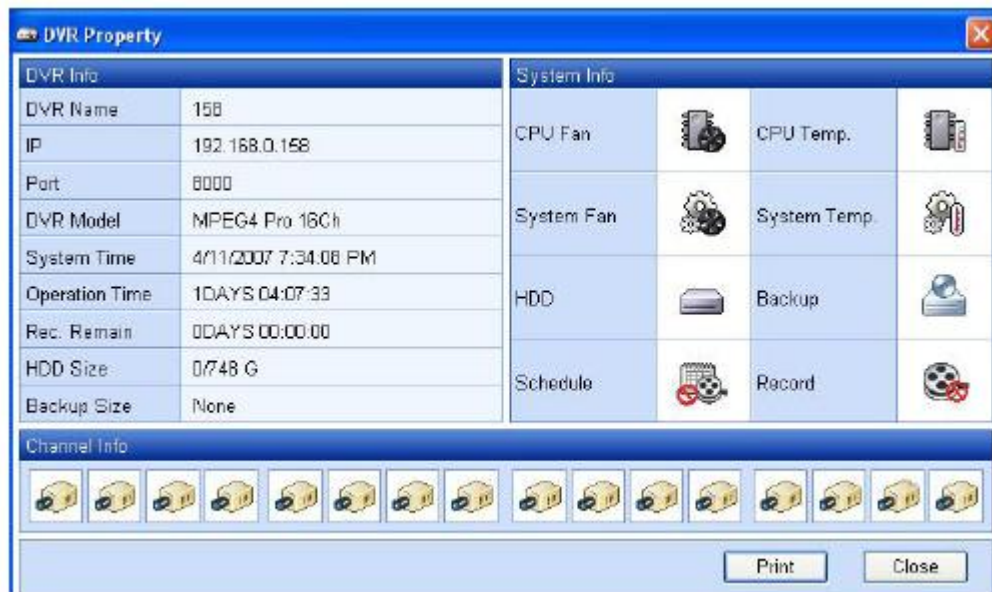 DVR Property
DVR Info
DVR Name 158
IP 192.168.0.158
Port 8000
DVR Model MPEG4 Pro 16Ch
System Time 4/11/2007 7:34:08 PM
Operation Time 1DAYS 04:07:33
Rec. Remain 0DAYS 00:00:00
HDD Size 0/748 G
Backup Size None
System Info
CPU Fan CPU Temp.
System Fan System Temp.
HDD Backup
Schedule Record
Channel Info
Print Close